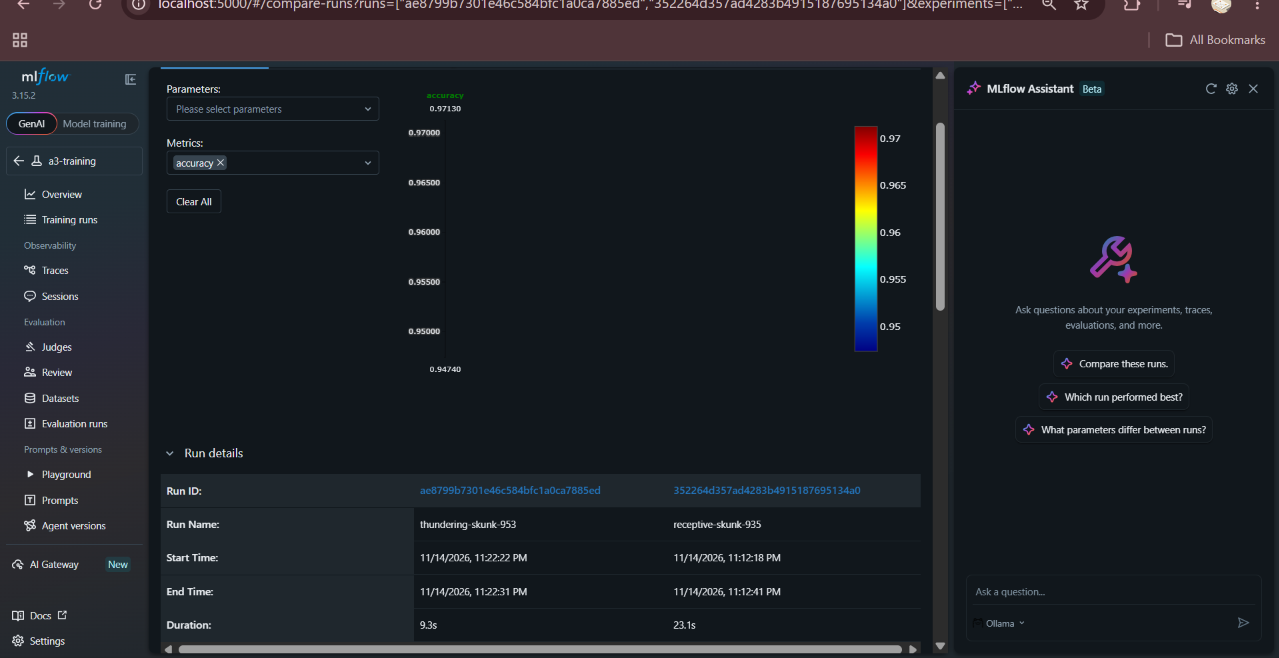 localhost:5000/#/compare-runs?runs=["ae8799b7301e46c584bfc1a0ca7885ed","352264d357ad4283b4915187695134a0"]&experiments=["...
All Bookmarks
mlflow
3.15.2
GenAI Model training
a3-training
Overview
Training runs
Observability
Traces
Sessions
Evaluation
Judges
Review
Datasets
Evaluation runs
Prompts & versions
Playground
Prompts
Agent versions
AI Gateway New
Docs
Settings
Parameters:
Please select parameters
Metrics:
accuracy
Clear All
accuracy
0.97130
0.97000
0.96500
0.96000
0.95500
0.95000
0.94740
0.97
0.965
0.96
0.955
0.95
Run details
Run ID: ae8799b7301e46c584bfc1a0ca7885ed 352264d357ad4283b4915187695134a0
Run Name: thundering-skunk-953 receptive-skunk-935
Start Time: 11/14/2026, 11:22:22 PM 11/14/2026, 11:12:18 PM
End Time: 11/14/2026, 11:22:31 PM 11/14/2026, 11:12:41 PM
Duration: 9.3s 23.1s
MLflow Assistant Beta
Ask questions about your experiments, traces,
evaluations, and more.
Compare these runs.
Which run performed best?
What parameters differ between runs?
Ask a question...
Ollama